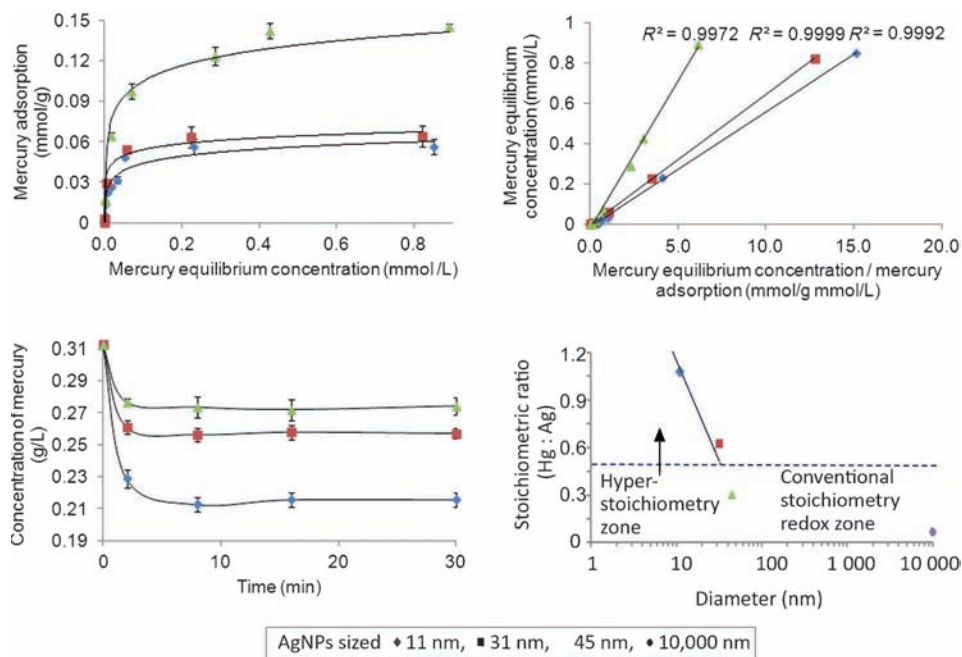 Mercury adsorption
(mmol/g)
0.15
0.12
0.09
0.06
0.03
0
0.0 0.2 0.4 0.6 0.8
Mercury equilibrium concentration (mmol /L)
Mercury equilibrium
concentration (mmol/L)
1
0.8
0.6
0.4
0.2
0
R² = 0.9972 R² = 0.9999 R² = 0.9992
0.0 5.0 10.0 15.0 20.0
Mercury equilibrium concentration / mercury
adsorption (mmol/g mmol/L)
Concentration of mercury
(g/L)
0.31
0.29
0.27
0.25
0.23
0.21
0.19
0 10 20 30
Time (min)
Stoichiometric ratio
(Hg : Ag)
1.2
0.9
0.6
0.3
0
Hyper-
stoichiometry
zone
Conventional
stoichiometry
redox zone
1 10 100 1 000 10 000
Diameter (nm)
AgNPs sized 11 nm, 31 nm, 45 nm, 10,000 nm